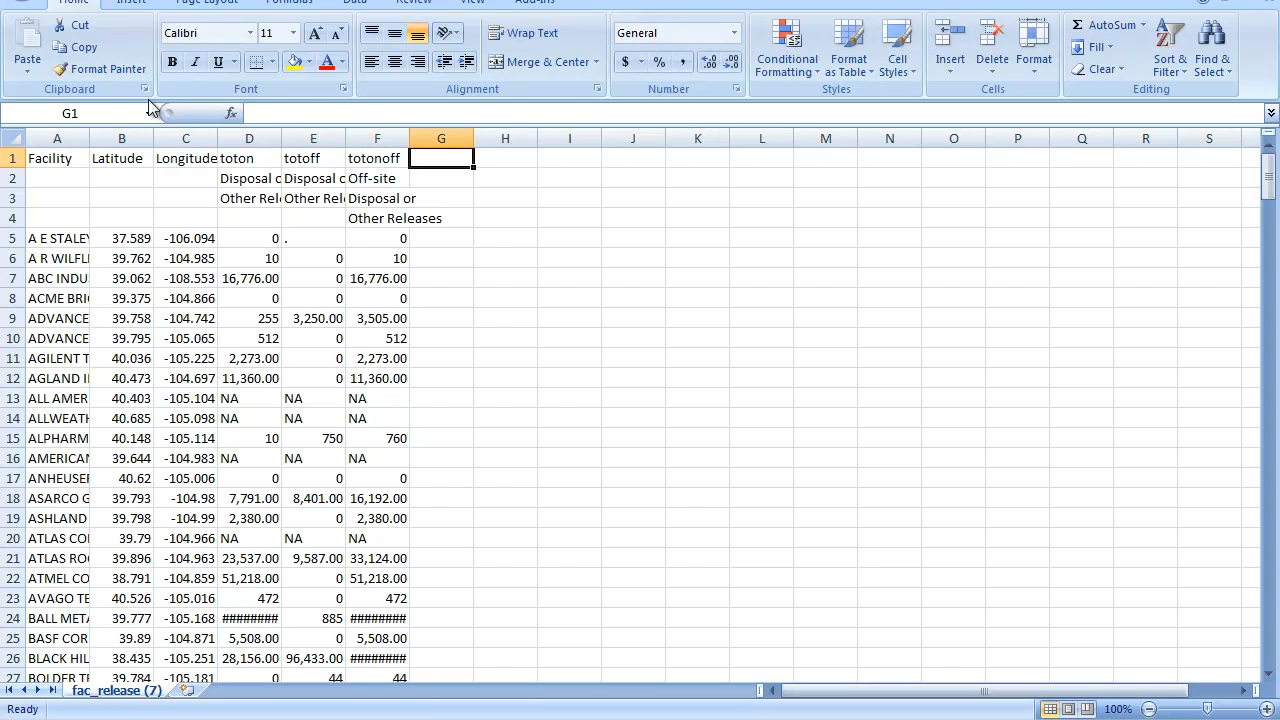 Home Insert Page Layout Formulas Data Review View Add-Ins
Cut
Copy
Format Painter
Paste
Clipboard
Calibri 11
B I U A
Font
Wrap Text
Merge & Center
Alignment
General
$ % ,
Number
Conditional Formatting
Format as Table
Cell Styles
Styles
Insert Delete Format
Cells
AutoSum
Fill
Clear
Sort & Filter
Find & Select
Editing
G1 fx
A B C D E F G H I J K L M N O P Q R S
1 Facility Latitude Longitude toton totoff totonoff
2 Disposal o Disposal o Off-site
3 Other Rele Other Rele Disposal or
4 Other Releases
5 A E STALEY 37.589 -106.094 0 . 0
6 A R WILFL 39.762 -104.985 10 0 10
7 ABC INDU 39.062 -108.553 16,776.00 0 16,776.00
8 ACME BRI 39.375 -104.866 0 0 0
9 ADVANCE 39.758 -104.742 255 3,250.00 3,505.00
10 ADVANCE 39.795 -105.065 512 0 512
11 AGILENT T 40.036 -105.225 2,273.00 0 2,273.00
12 AGLAND I 40.473 -104.697 11,360.00 0 11,360.00
13 ALL AMER 40.403 -105.104 NA NA NA
14 ALLWEATH 40.685 -105.098 NA NA NA
15 ALPHARM 40.148 -105.114 10 750 760
16 AMERICAN 39.644 -104.983 NA NA NA
17 ANHEUSER 40.62 -105.006 0 0 0
18 ASARCO G 39.793 -104.98 7,791.00 8,401.00 16,192.00
19 ASHLAND 39.798 -104.99 2,380.00 0 2,380.00
20 ATLAS CO 39.79 -104.966 NA NA NA
21 ATLAS ROO 39.896 -104.963 23,537.00 9,587.00 33,124.00
22 ATMEL CO 38.791 -104.859 51,218.00 0 51,218.00
23 AVAGO TE 40.526 -105.016 472 0 472
24 BALL META 39.777 -105.168 ######## 885 ########
25 BASF COR 39.89 -104.871 5,508.00 0 5,508.00
26 BLACK HIL 38.435 -105.251 28,156.00 96,433.00 ########
27 BOLDER T 39.784 -105.181 0 44 44
fac_release (7)
Ready 100%